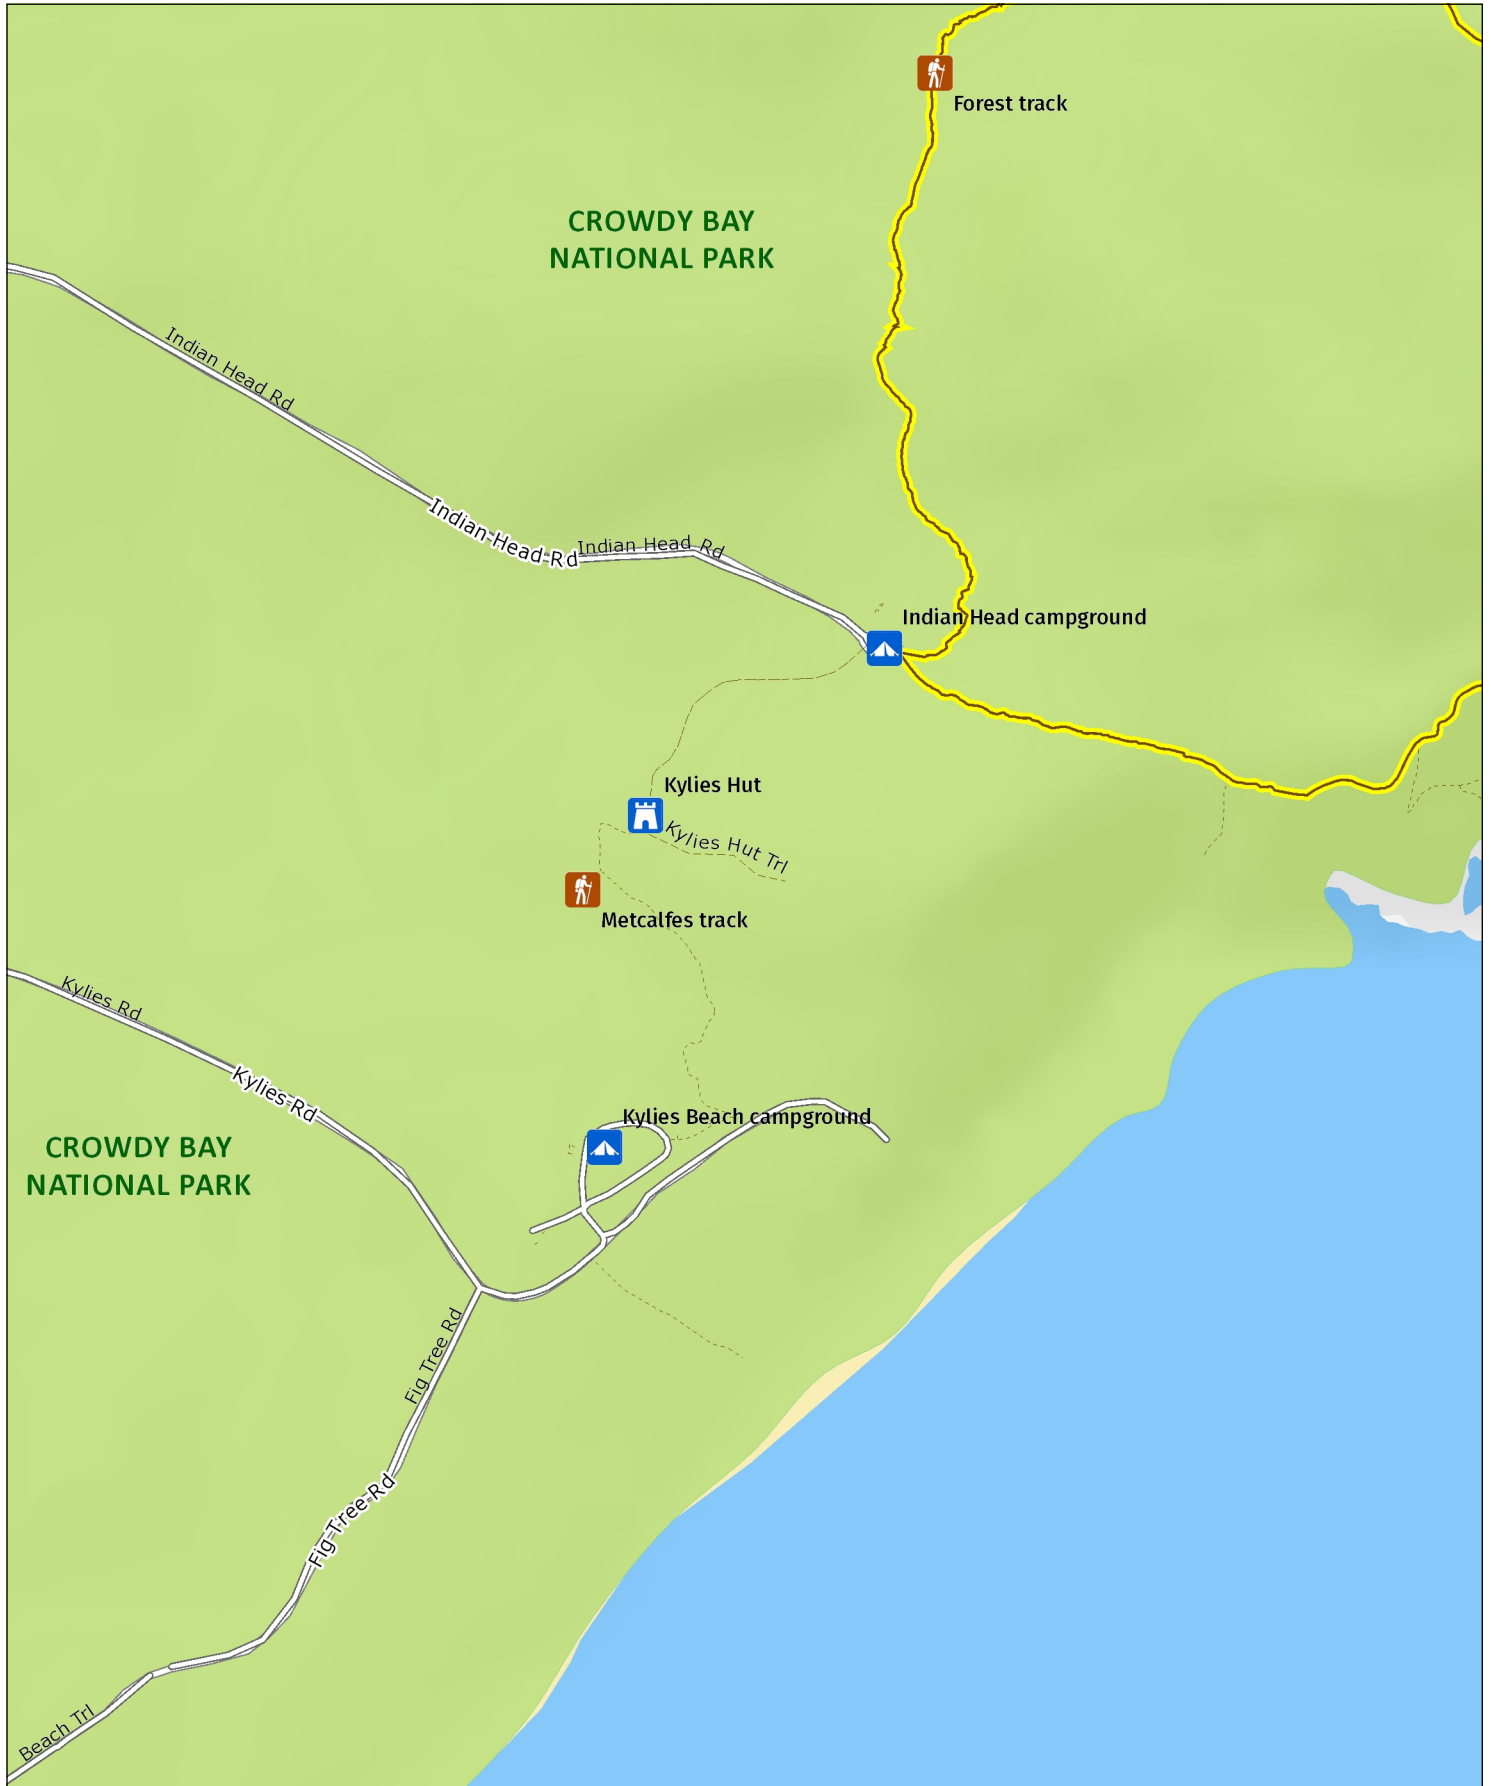 Forest track
CROWDY BAY
NATIONAL PARK
Indian Head Rd
Indian Head Rd
Indian Head Rd
Indian Head campground
Kylies Hut
Kylies Hut Trl
Metcalfes track
Kylies Rd
Kylies Rd
Kylies Beach campground
CROWDY BAY
NATIONAL PARK
Fig Tree Rd
Fig Tree Rd
Beach Trl